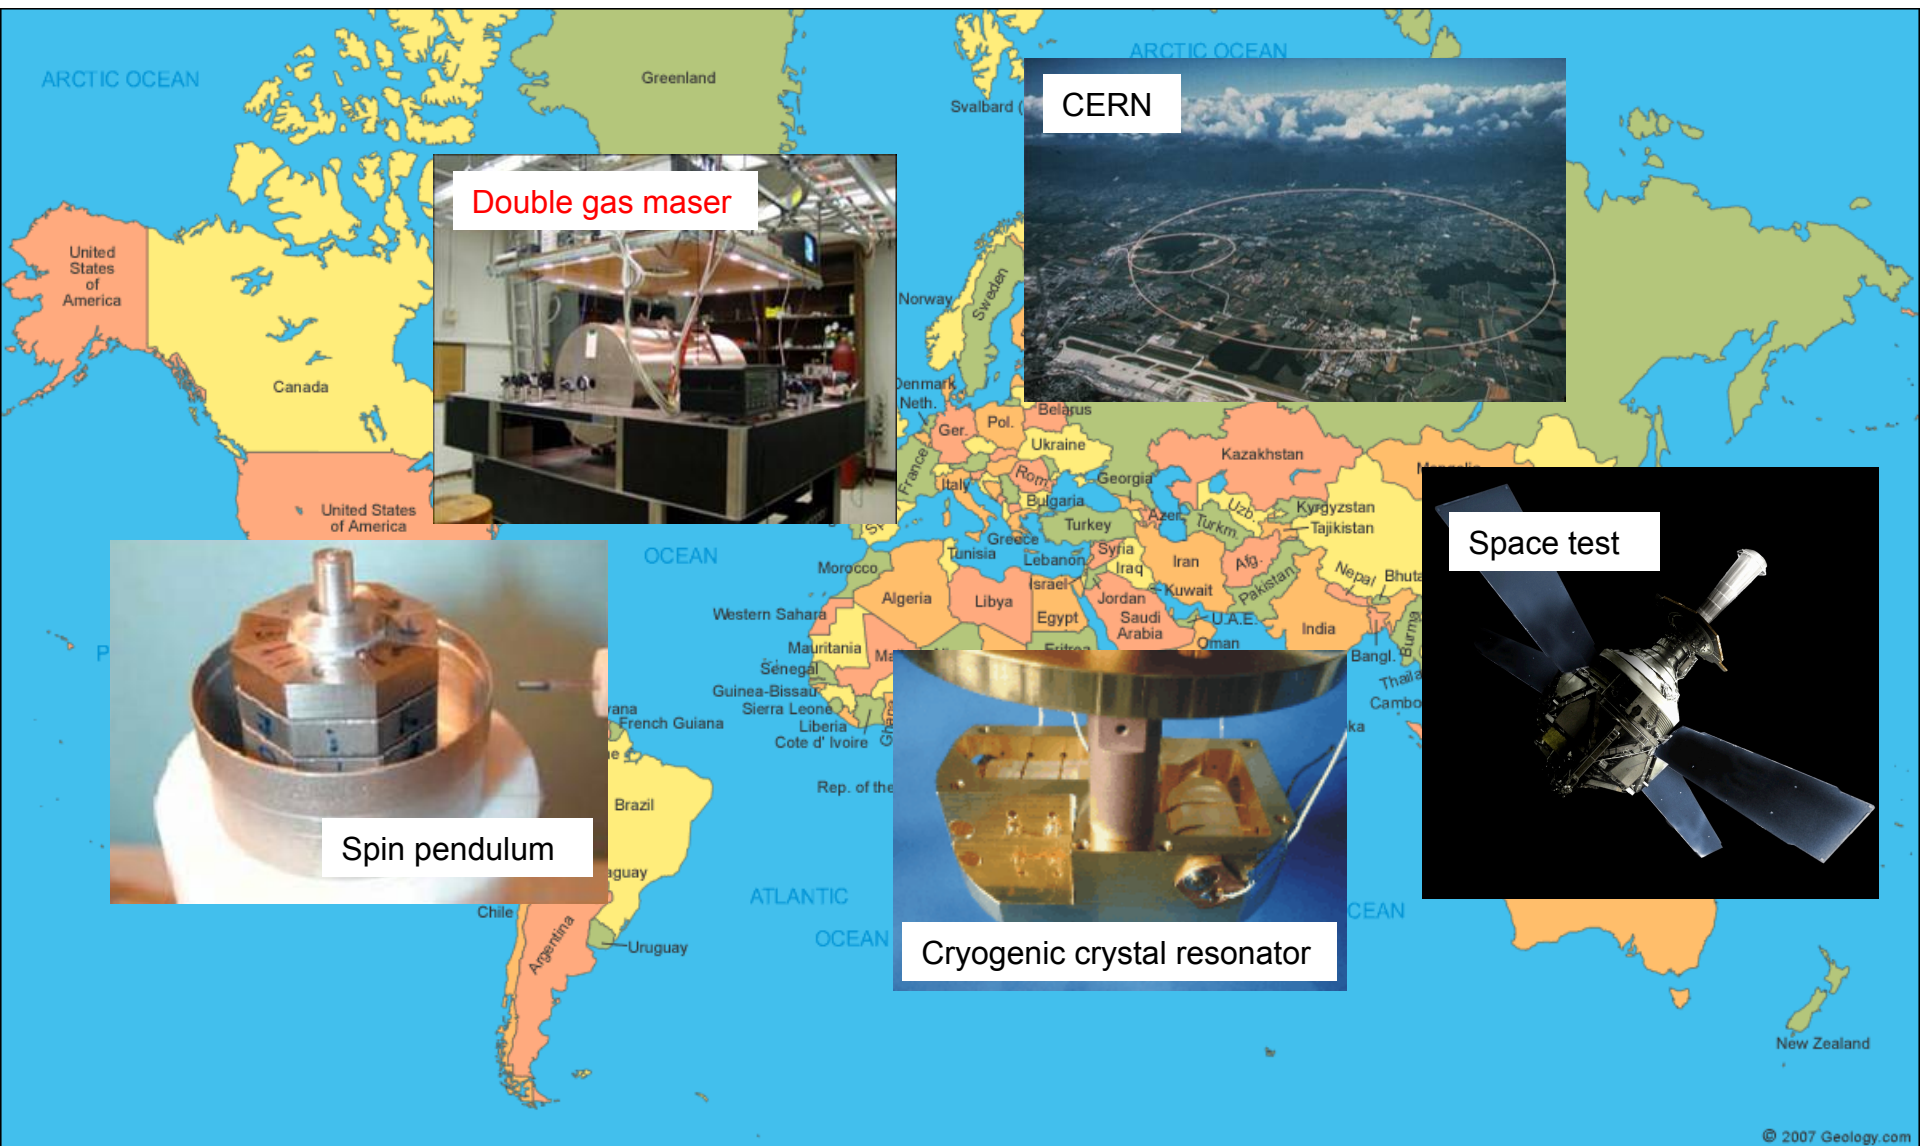 ARCTIC OCEAN
Greenland
ARCTIC OCEAN
Svalbard (
CERN
Double gas maser
United
States
of
America
Canada
Norway
Sweden
Denmark
Neth.
Ger.
Pol.
Belarus
Ukraine
France
Italy
Rom.
Bulgaria
Georgia
Kazakhstan
United States
of America
Turkey
Azer.
Uzb.
Turkm.
Kyrgyzstan
Tajikistan
Greece
OCEAN
Tunisia
Lebanon
Syria
Iraq
Iran
Afg.
Pakistan
Nepal
Space test
Morocco
Israel
Kuwait
Jordan
Algeria
Libya
Egypt
Saudi
Arabia
U.A.E.
Oman
India
Burma
Bangl.
Western Sahara
Mauritania
Senegal
Guinea-Bissau
Sierra Leone
Liberia
Cote d' Ivoire
French Guiana
Rep. of the
Brazil
Spin pendulum
Chile
Argentina
Uruguay
ATLANTIC
OCEAN
Cryogenic crystal resonator
New Zealand
© 2007 Geology.com